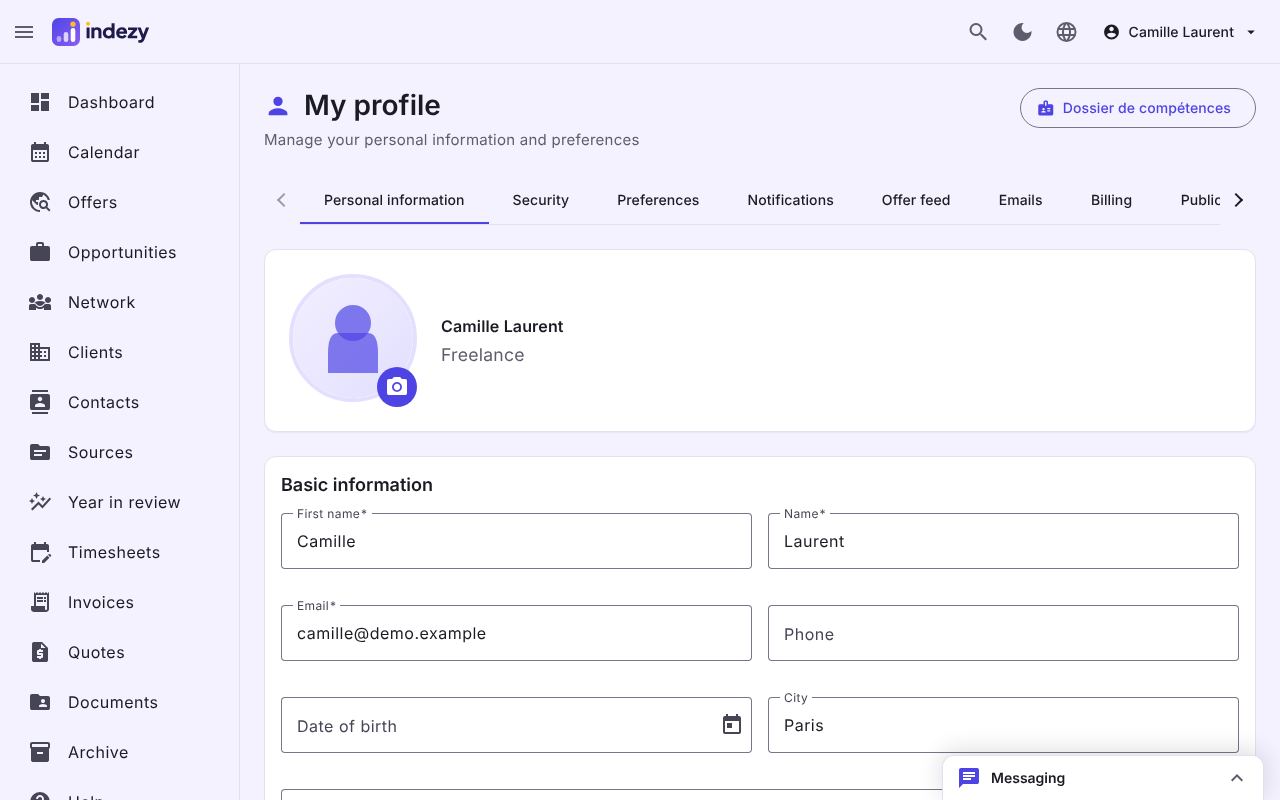 indezy
Camille Laurent
Dashboard
Calendar
Offers
Opportunities
Network
Clients
Contacts
Sources
Year in review
Timesheets
Invoices
Quotes
Documents
Archive
Help
My profile
Dossier de compétences
Manage your personal information and preferences
Personal information
Security
Preferences
Notifications
Offer feed
Emails
Billing
Public
Camille Laurent
Freelance
Basic information
First name*
Camille
Name*
Laurent
Email*
camille@demo.example
Phone
Date of birth
City
Paris
Messaging